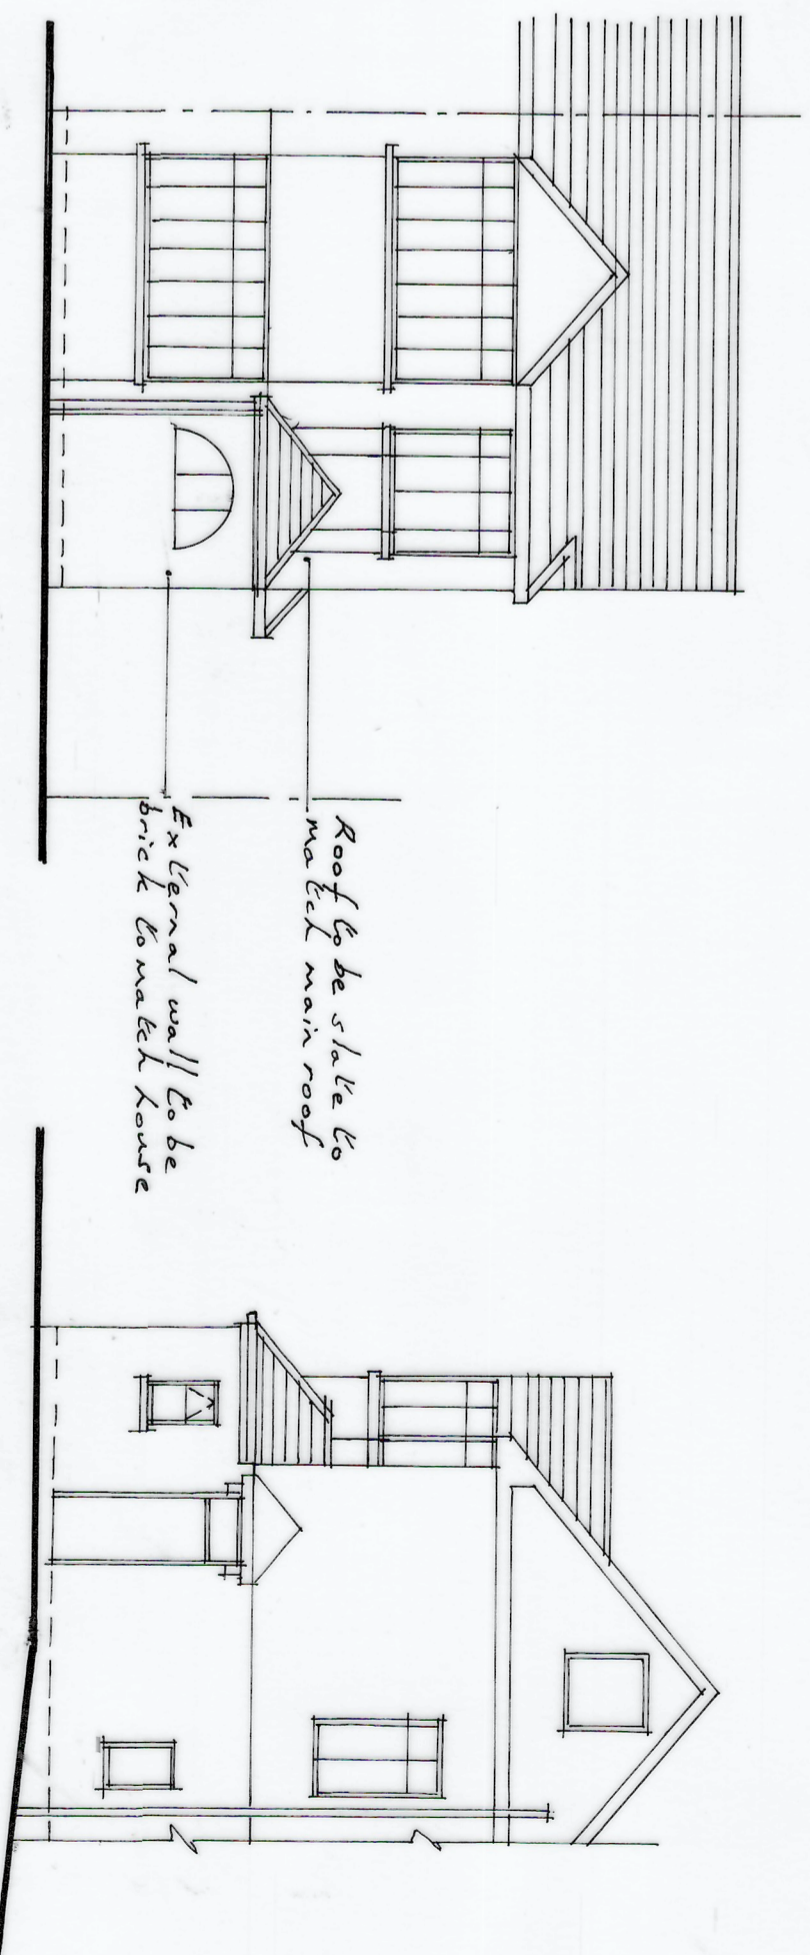 Roof to be slate to
match main roof
External wall to be
brick to match house